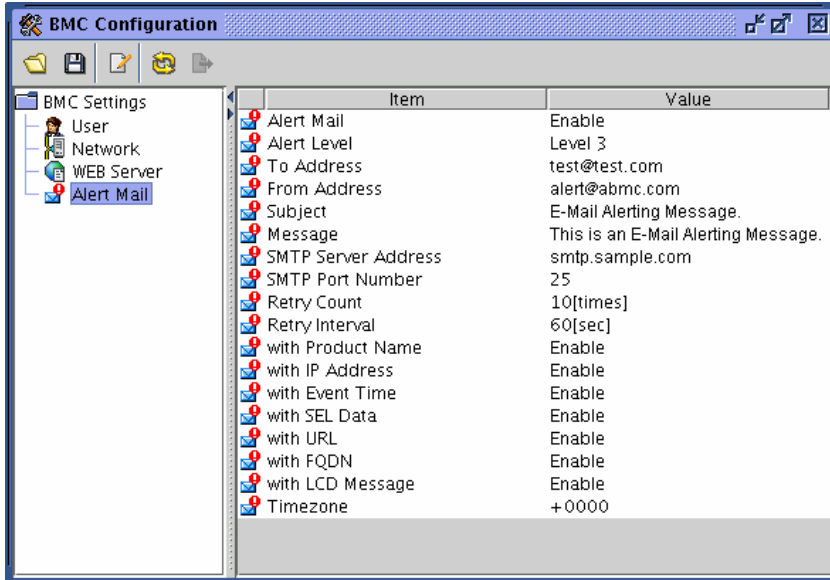 BMC Configuration
BMC Settings
User
Network
WEB Server
Alert Mail
Item Value
Alert Mail Enable
Alert Level Level 3
To Address test@test.com
From Address alert@abmc.com
Subject E-Mail Alerting Message.
Message This is an E-Mail Alerting Message.
SMTP Server Address smtp.sample.com
SMTP Port Number 25
Retry Count 10[times]
Retry Interval 60[sec]
with Product Name Enable
with IP Address Enable
with Event Time Enable
with SEL Data Enable
with URL Enable
with FQDN Enable
with LCD Message Enable
Timezone +0000